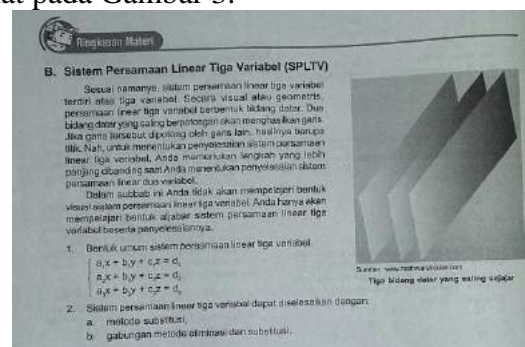 at pada Gambar 3.
Ringkasan Materi
B. Sistem Persamaan Linear Tiga Variabel (SPLTV)
Sesuai namanya, sistem persamaan linear tiga variabel
terdiri atas tiga variabel. Secara visual atau geometris,
persamaan linear tiga variabel berbentuk bidang datar. Dua
bidang datar yang saling berpotongan akan menghasilkan garis.
Jika garis tersebut dipotong oleh garis lain, hasilnya berupa
titik. Nah, untuk menentukan penyelesaian sistem persamaan
linear tiga variabel, Anda memerlukan langkah yang lebih
panjang dibanding saat Anda menentukan penyelesaian sistem
persamaan linear dua variabel.
Dalam subbab ini Anda tidak akan mempelajari bentuk
visual sistem persamaan linear tiga variabel. Anda hanya akan
mempelajari bentuk aljabar sistem persamaan linear tiga
variabel beserta penyelesaiannya.
1. Bentuk umum sistem persamaan linear tiga variabel.
a₁x + b₁y + c₁z = d₁
a₂x + b₂y + c₂z = d₂
a₃x + b₃y + c₃z = d₃
2. Sistem persamaan linear tiga variabel dapat diselesaikan dengan:
a. metode substitusi,
b. gabungan metode eliminasi dan substitusi.
Sumber:
Tiga bidang datar yang saling sejajar